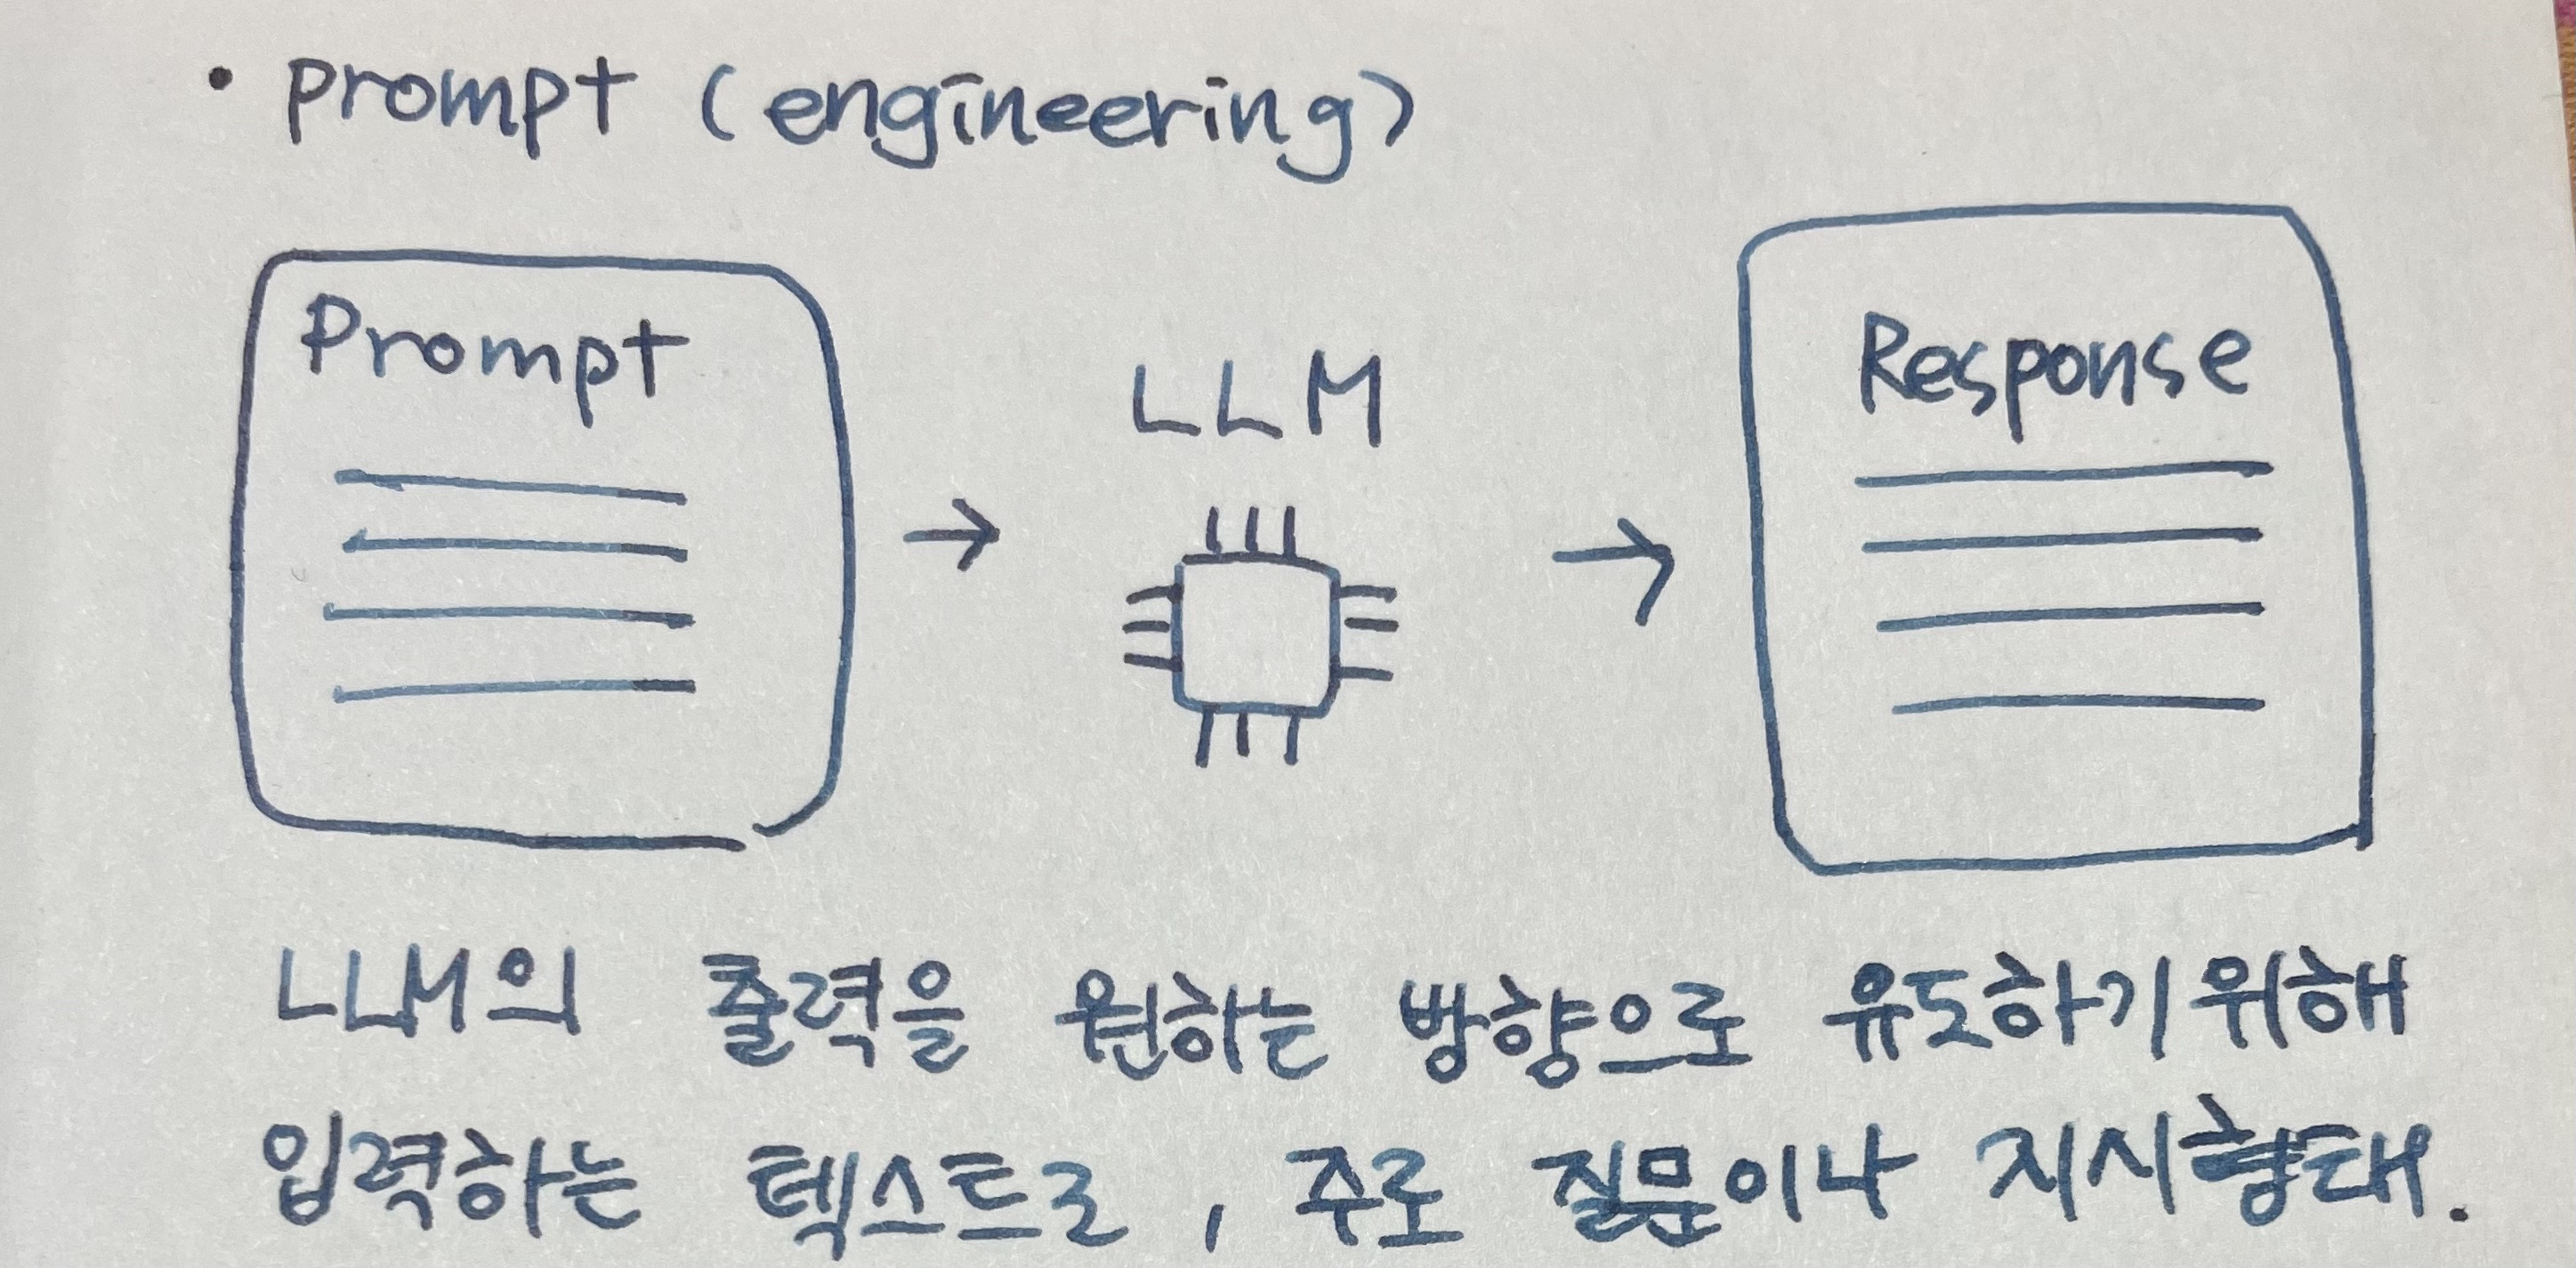 • prompt (engineering)
Prompt
LLM
Response
LLM의 출력을 원하는 방향으로 유도하기 위해
입력하는 텍스트로, 주로 질문이나 지시형태.